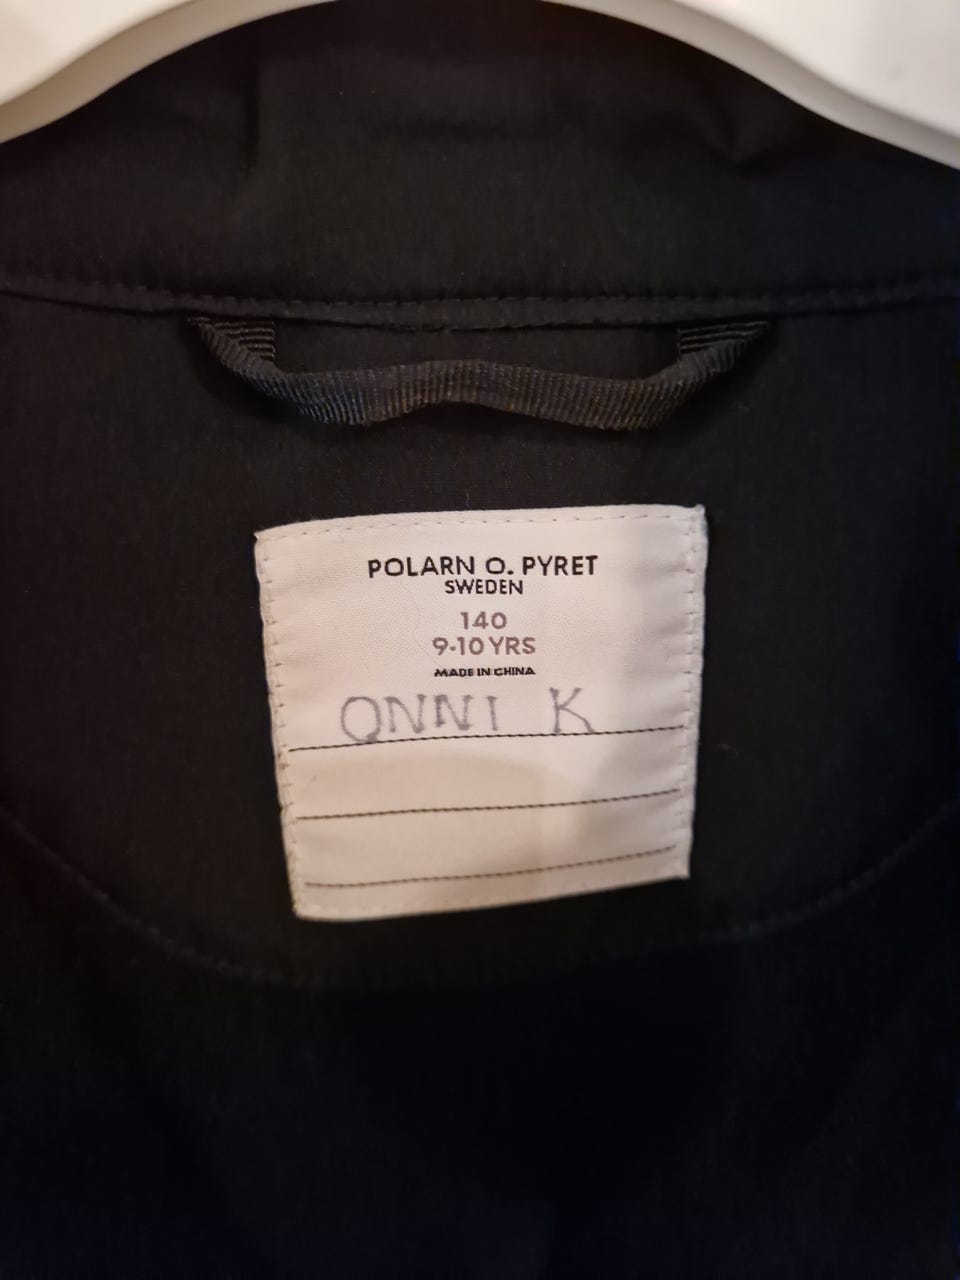 POLARN O. PYRET
SWEDEN
140
9-10 YRS
MADE IN CHINA
ONNI K